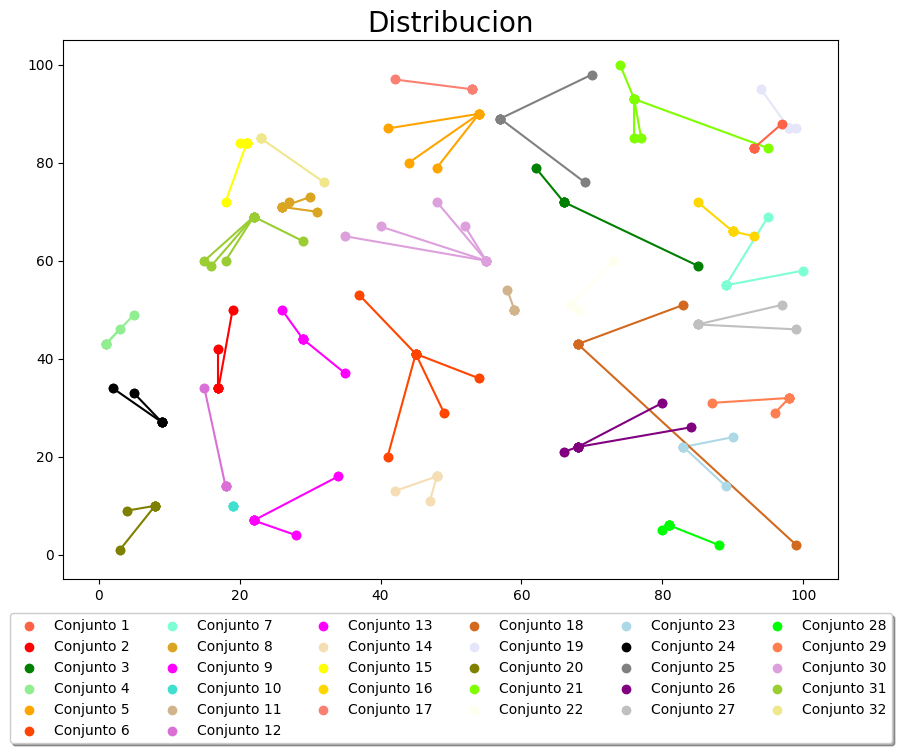 Distribucion
100
80
60
40
20
0
0 20 40 60 80 100
Conjunto 1 Conjunto 7 Conjunto 13 Conjunto 18 Conjunto 23 Conjunto 28
Conjunto 2 Conjunto 8 Conjunto 14 Conjunto 19 Conjunto 24 Conjunto 29
Conjunto 3 Conjunto 9 Conjunto 15 Conjunto 20 Conjunto 25 Conjunto 30
Conjunto 4 Conjunto 10 Conjunto 16 Conjunto 21 Conjunto 26 Conjunto 31
Conjunto 5 Conjunto 11 Conjunto 17 Conjunto 22 Conjunto 27 Conjunto 32
Conjunto 6 Conjunto 12